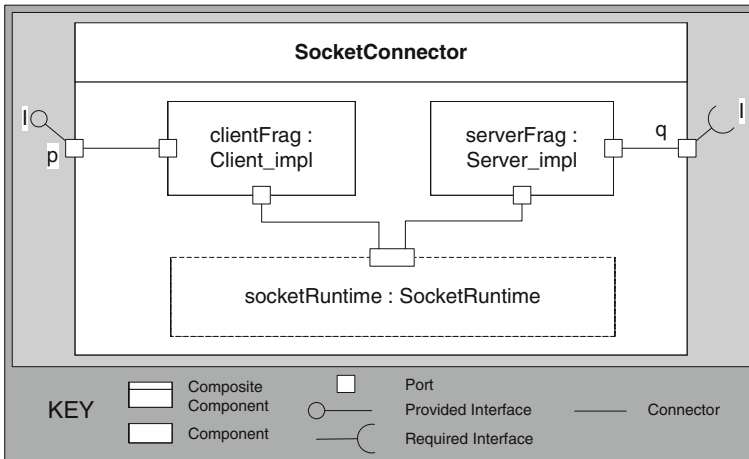 SocketConnector
I
p
clientFrag :
Client_impl
serverFrag :
Server_impl
q
I
socketRuntime : SocketRuntime
KEY
Composite
Component
Component
Port
Provided Interface
Required Interface
Connector